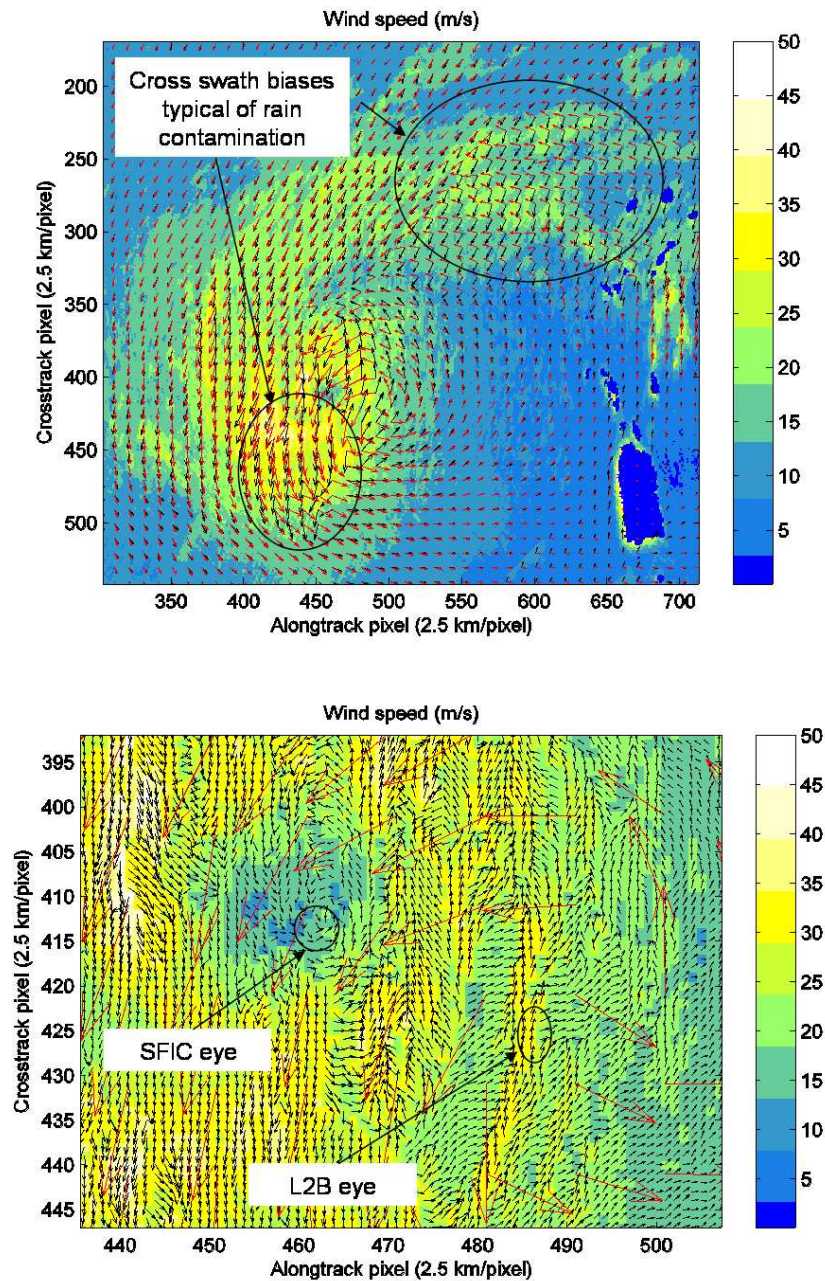 Wind speed (m/s)
Cross swath biases
typical of rain
contamination
Crosstrack pixel (2.5 km/pixel)
200
250
300
350
400
450
500
350 400 450 500 550 600 650 700
Alongtrack pixel (2.5 km/pixel)
50
45
40
35
30
25
20
15
10
5
Wind speed (m/s)
Crosstrack pixel (2.5 km/pixel)
395
400
405
410
415
420
425
430
435
440
445
SFIC eye
L2B eye
440 450 460 470 480 490 500
Alongtrack pixel (2.5 km/pixel)
50
45
40
35
30
25
20
15
10
5